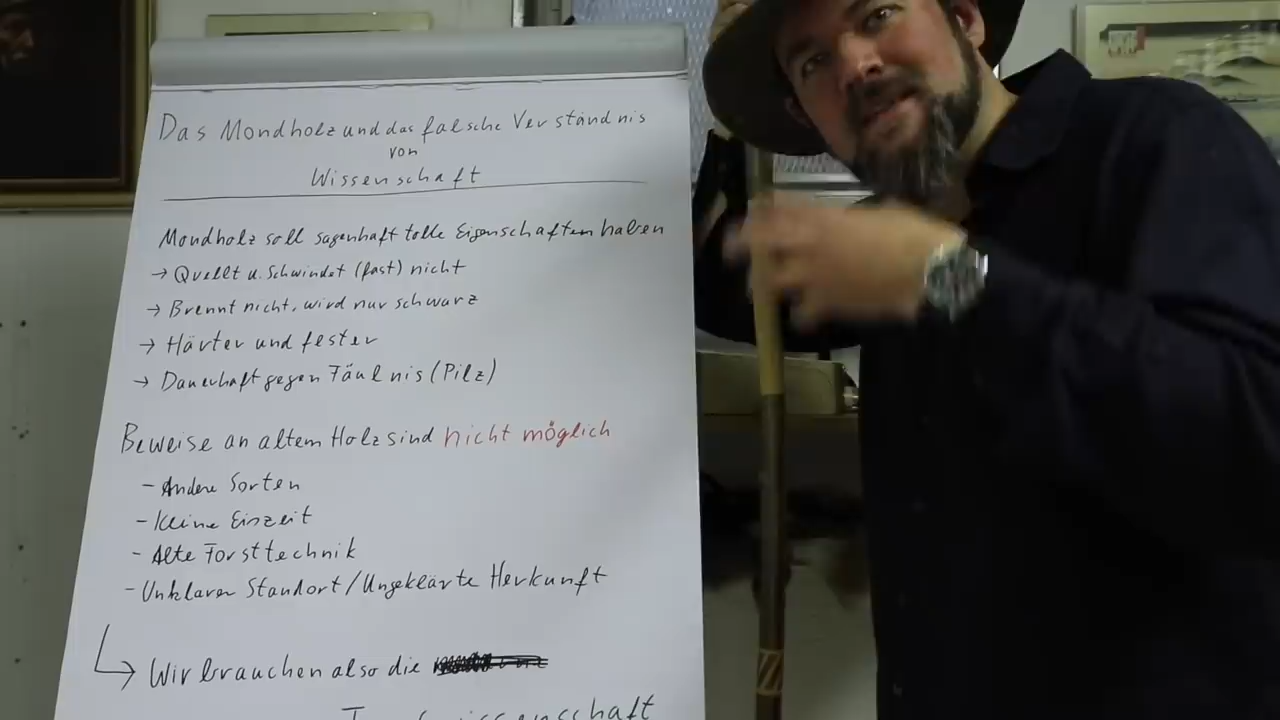 Das Mondholz und das falsche Verständnis
von
Wissenschaft
Mondholz soll sagenhaft tolle Eigenschaften haben
→ Quellt u. Schwindet (fast) nicht
→ Brennt nicht, wird nur schwarz
→ Härter und fester
→ Dauerhaft gegen Fäulnis (Pilz)
Beweise an altem Holz sind nicht möglich
- Andere Sorten
- Keine Eiszeit
- Alte Forsttechnik
- Unklarer Standort/Ungeklärte Herkunft
Wir brauchen also die